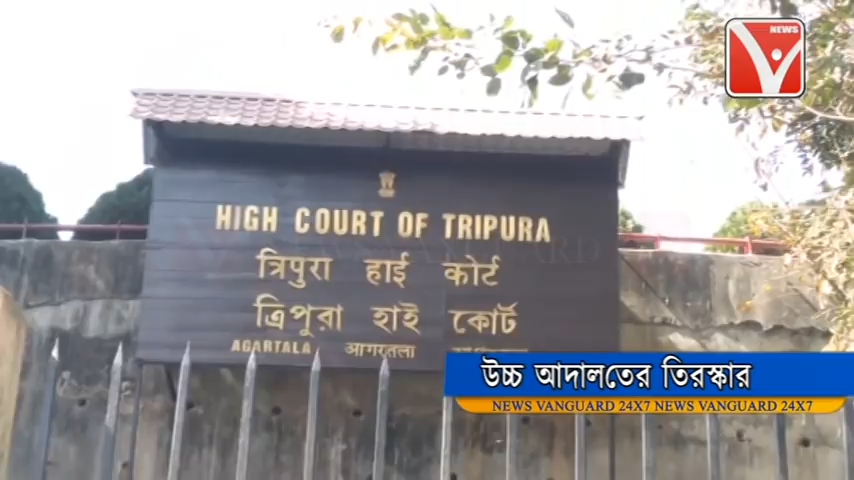 NEWS
HIGH COURT OF TRIPURA
त्रिपुरा हाई कोर्ट
ত্রিপুরা হাই কোর্ট
AGARTALA आगरतला
উচ্চ আদালতের তিরস্কার
NEWS VANGUARD 24X7 NEWS VANGUARD 24X7